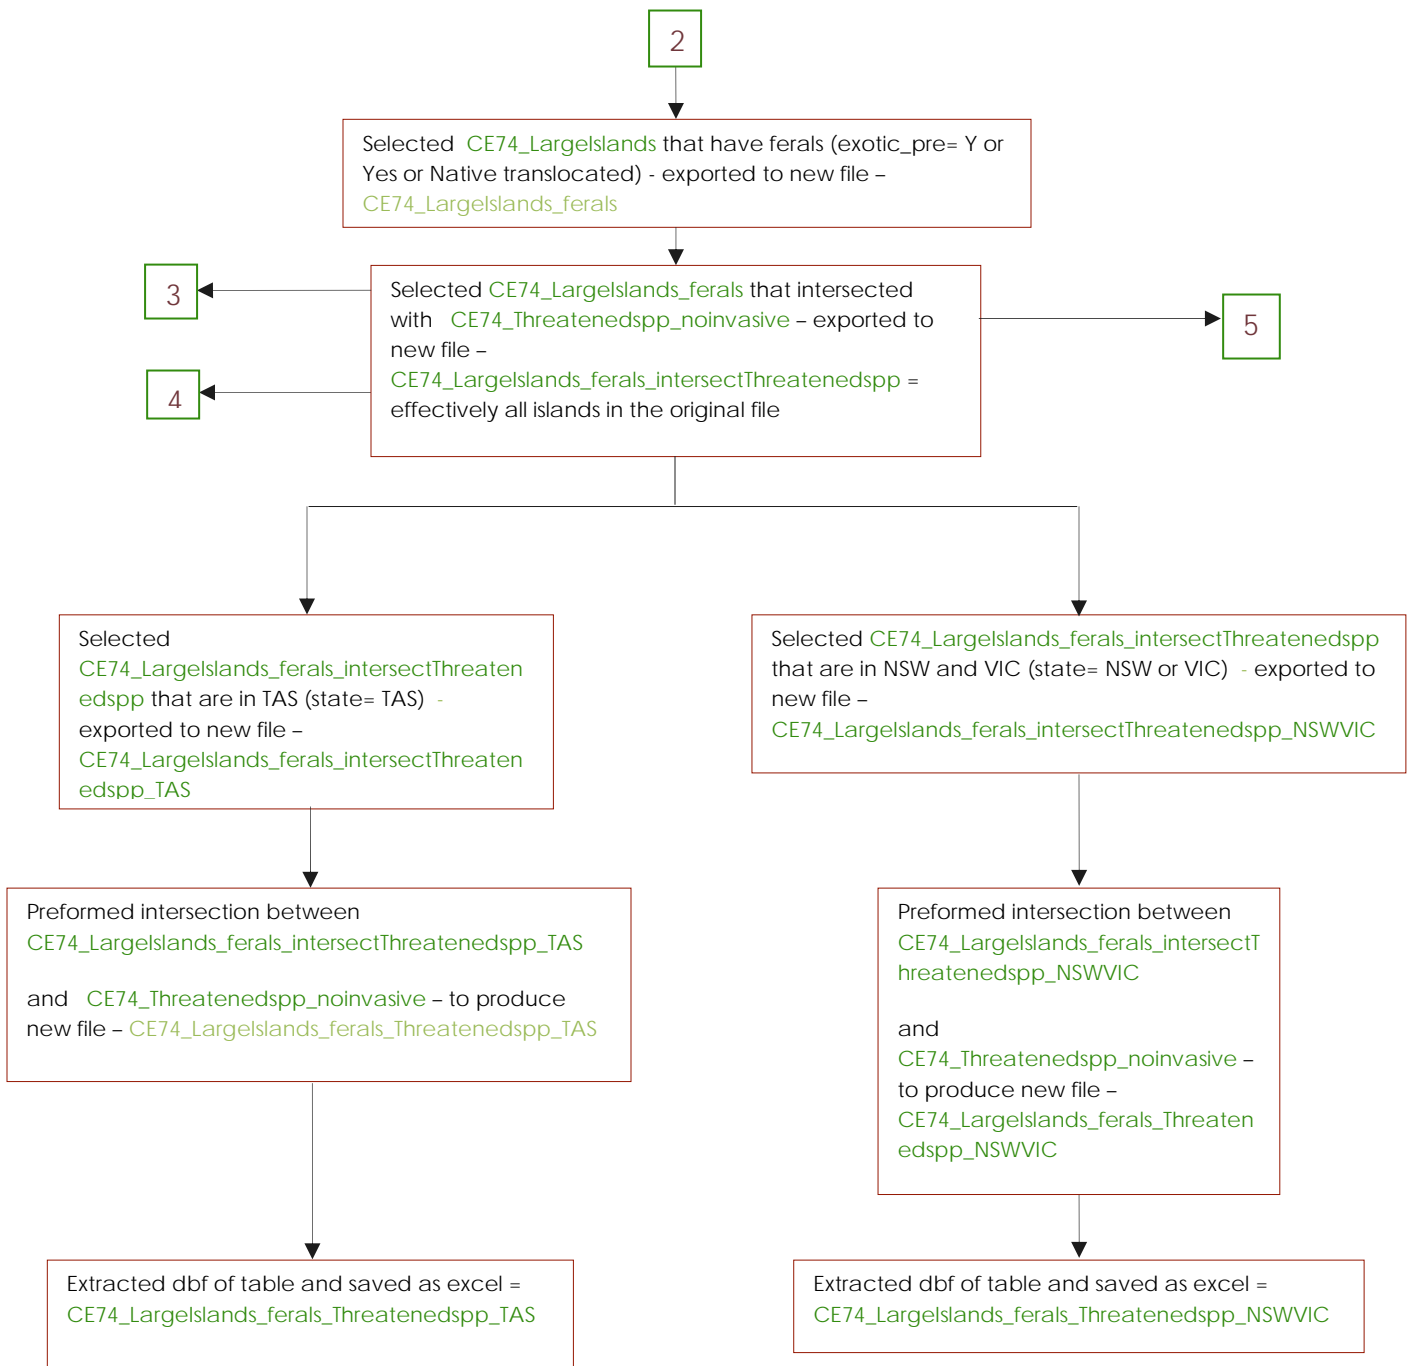 2
Selected CE74_LargeIslands that have ferals (exotic_pre= Y or
Yes or Native translocated) - exported to new file –
CE74_LargeIslands_ferals
3
4
Selected CE74_LargeIslands_ferals that intersected
with CE74_Threatenedspp_noinvasive – exported to
new file –
CE74_LargeIslands_ferals_intersectThreatenedspp =
effectively all islands in the original file
5
Selected
CE74_LargeIslands_ferals_intersectThreaten
edspp that are in TAS (state= TAS) -
exported to new file –
CE74_LargeIslands_ferals_intersectThreaten
edspp_TAS
Selected CE74_LargeIslands_ferals_intersectThreatenedspp
that are in NSW and VIC (state= NSW or VIC) - exported to
new file –
CE74_LargeIslands_ferals_intersectThreatenedspp_NSWVIC
Preformed intersection between
CE74_LargeIslands_ferals_intersectThreatenedspp_TAS
and CE74_Threatenedspp_noinvasive – to produce
new file – CE74_LargeIslands_ferals_Threatenedspp_TAS
Preformed intersection between
CE74_LargeIslands_ferals_intersectT
hreatenedspp_NSWVIC
and
CE74_Threatenedspp_noinvasive –
to produce new file –
CE74_LargeIslands_ferals_Threaten
edspp_NSWVIC
Extracted dbf of table and saved as excel =
CE74_LargeIslands_ferals_Threatenedspp_TAS
Extracted dbf of table and saved as excel =
CE74_LargeIslands_ferals_Threatenedspp_NSWVIC